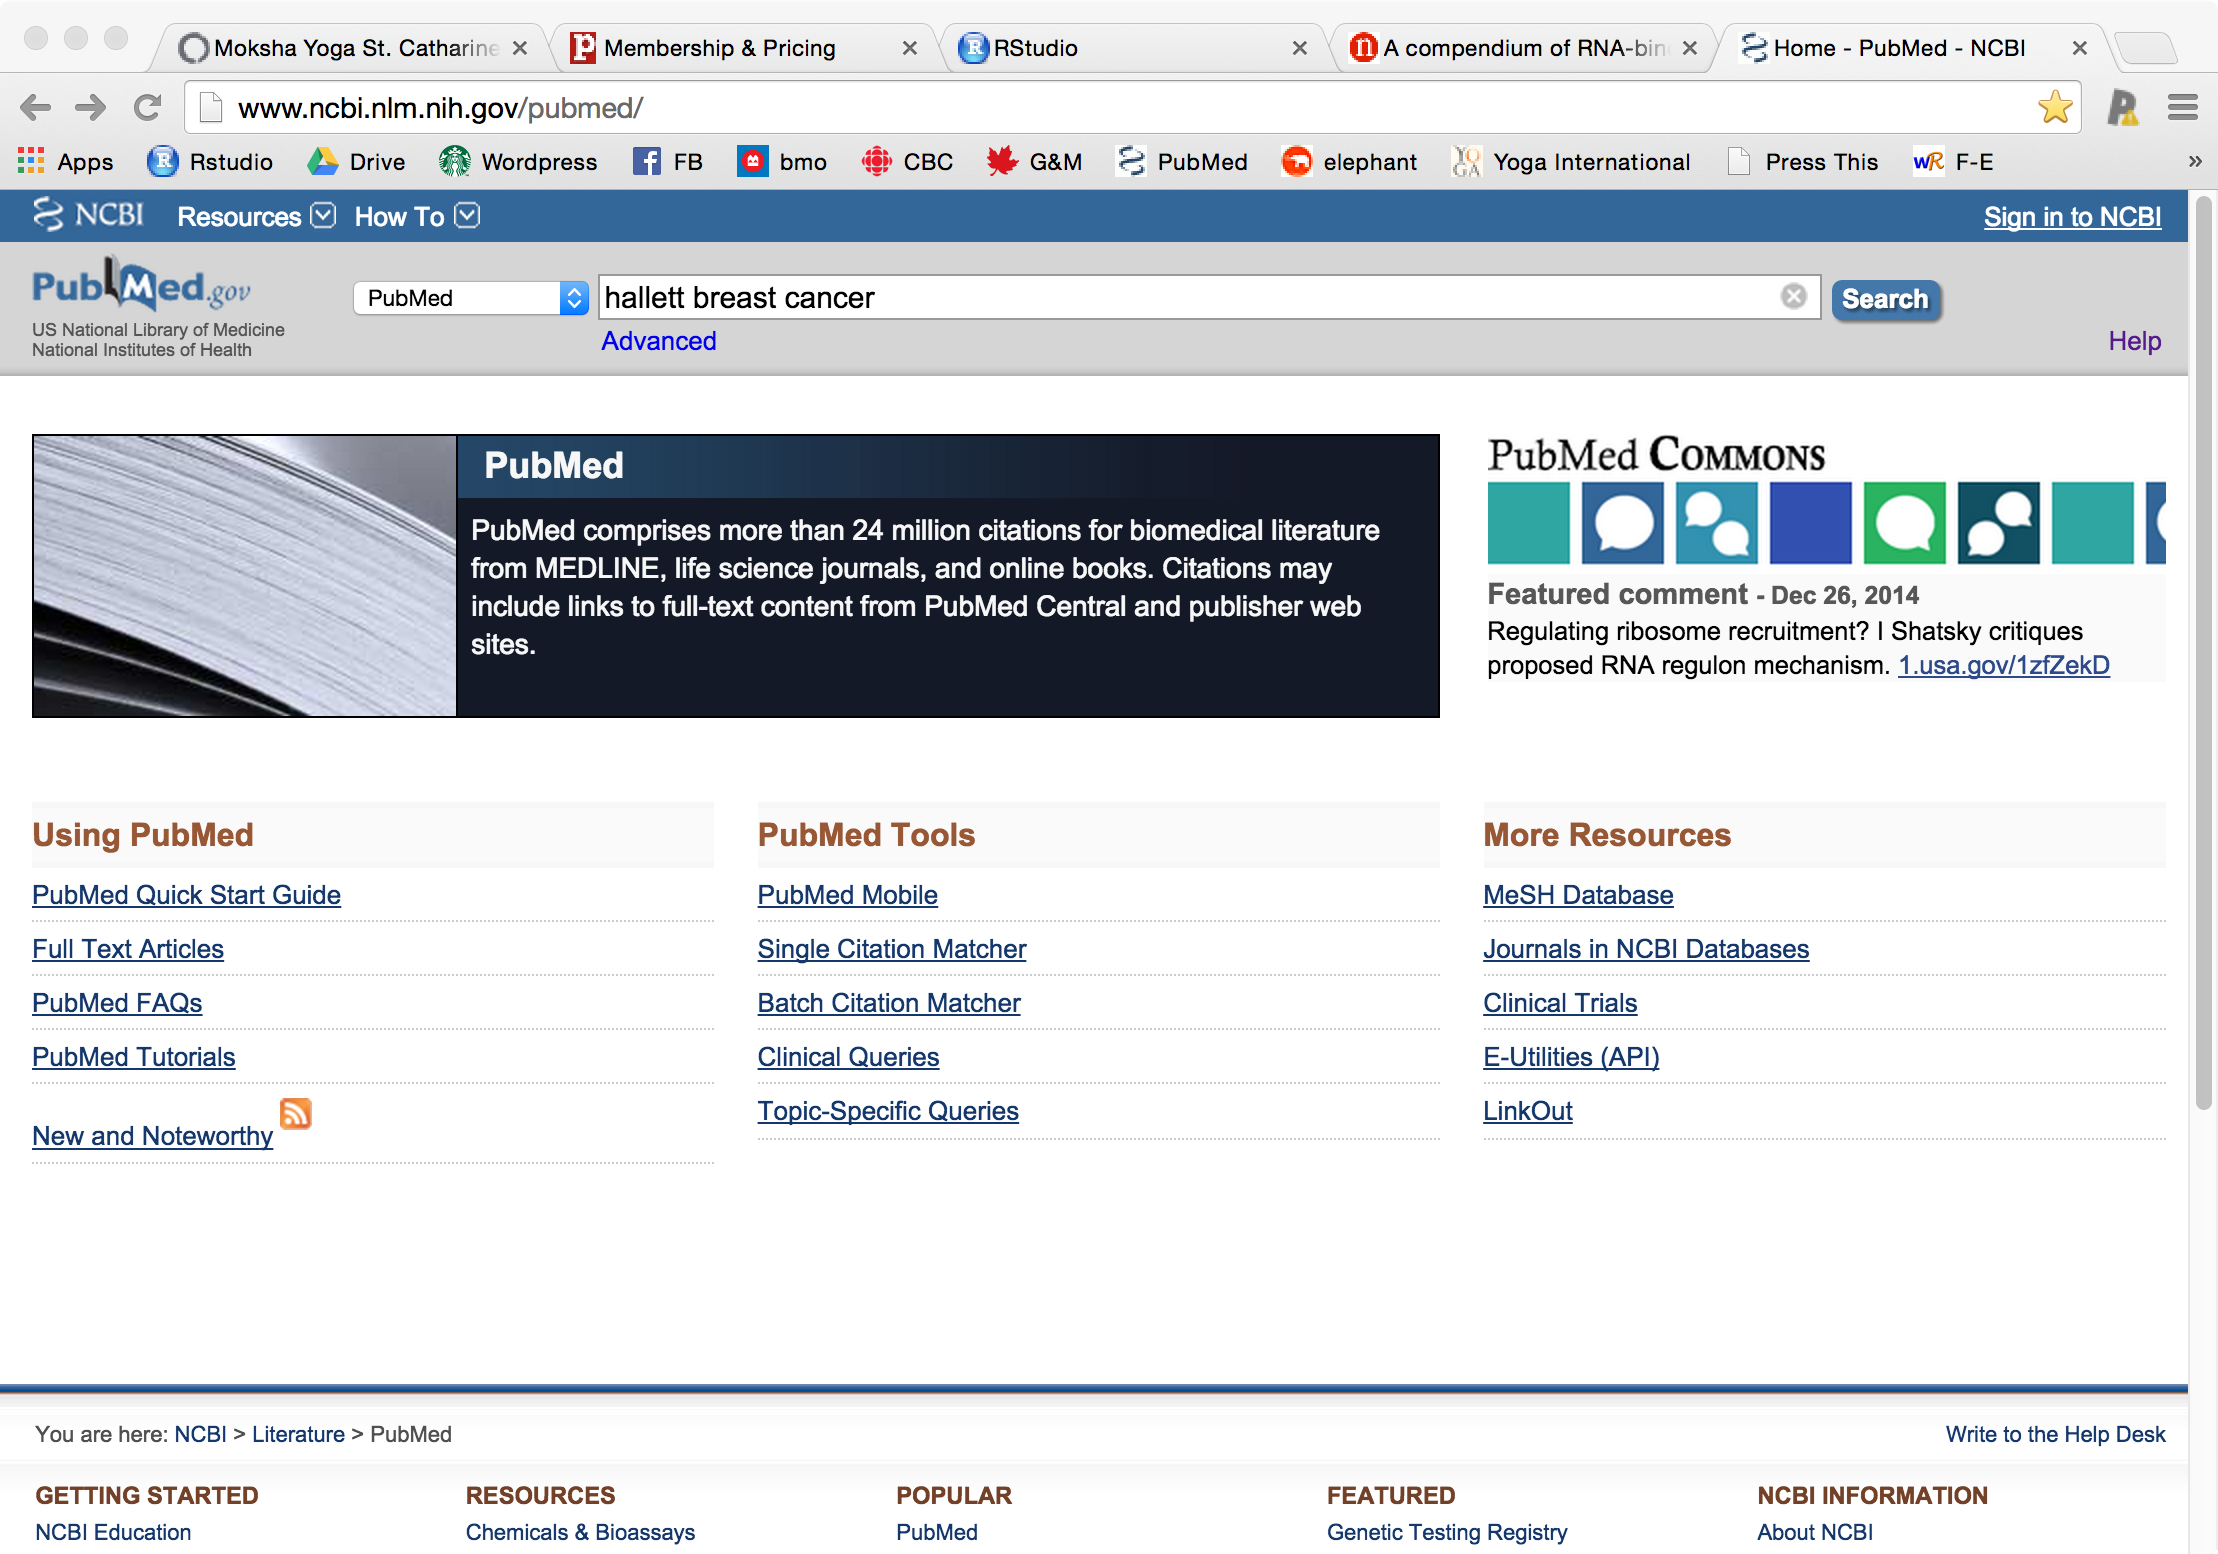 Moksha Yoga St. Catharine
Membership & Pricing
RStudio
A compendium of RNA-bin
Home - PubMed - NCBI
www.ncbi.nlm.nih.gov/pubmed/
Apps Rstudio Drive Wordpress FB bmo CBC G&M PubMed elephant Yoga International Press This F-E »
NCBI Resources How To Sign in to NCBI
PubMed.gov
US National Library of Medicine
National Institutes of Health
PubMed
hallett breast cancer
Search
Advanced
Help
PubMed
PubMed comprises more than 24 million citations for biomedical literature
from MEDLINE, life science journals, and online books. Citations may
include links to full-text content from PubMed Central and publisher web
sites.
PubMed COMMONS
Featured comment - Dec 26, 2014
Regulating ribosome recruitment? I Shatsky critiques
proposed RNA regulon mechanism. 1.usa.gov/1zfZekD
Using PubMed
PubMed Quick Start Guide
Full Text Articles
PubMed FAQs
PubMed Tutorials
New and Noteworthy
PubMed Tools
PubMed Mobile
Single Citation Matcher
Batch Citation Matcher
Clinical Queries
Topic-Specific Queries
More Resources
MeSH Database
Journals in NCBI Databases
Clinical Trials
E-Utilities (API)
LinkOut
You are here: NCBI > Literature > PubMed
Write to the Help Desk
GETTING STARTED
NCBI Education
RESOURCES
Chemicals & Bioassays
POPULAR
PubMed
FEATURED
Genetic Testing Registry
NCBI INFORMATION
About NCBI